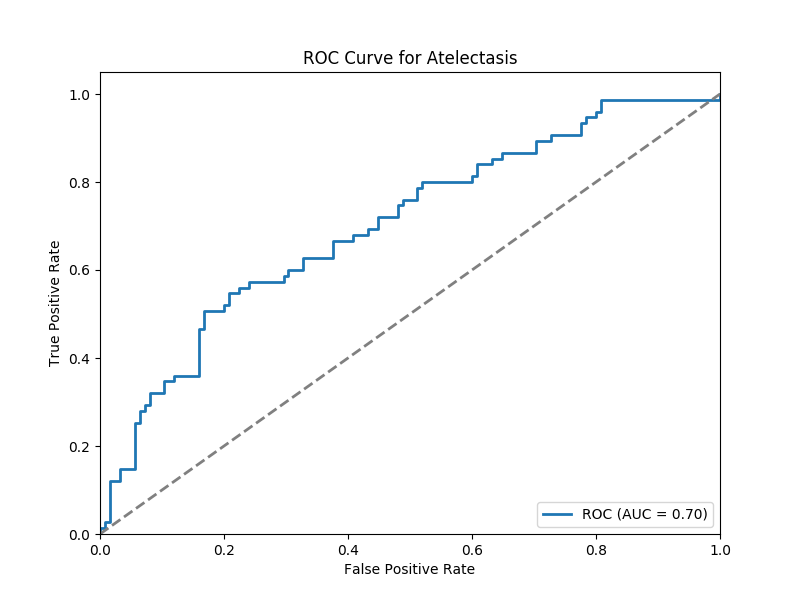 ROC Curve for Atelectasis
True Positive Rate
1.0
0.8
0.6
0.4
0.2
0.0
0.0 0.2 0.4 0.6 0.8 1.0
False Positive Rate
ROC (AUC = 0.70)